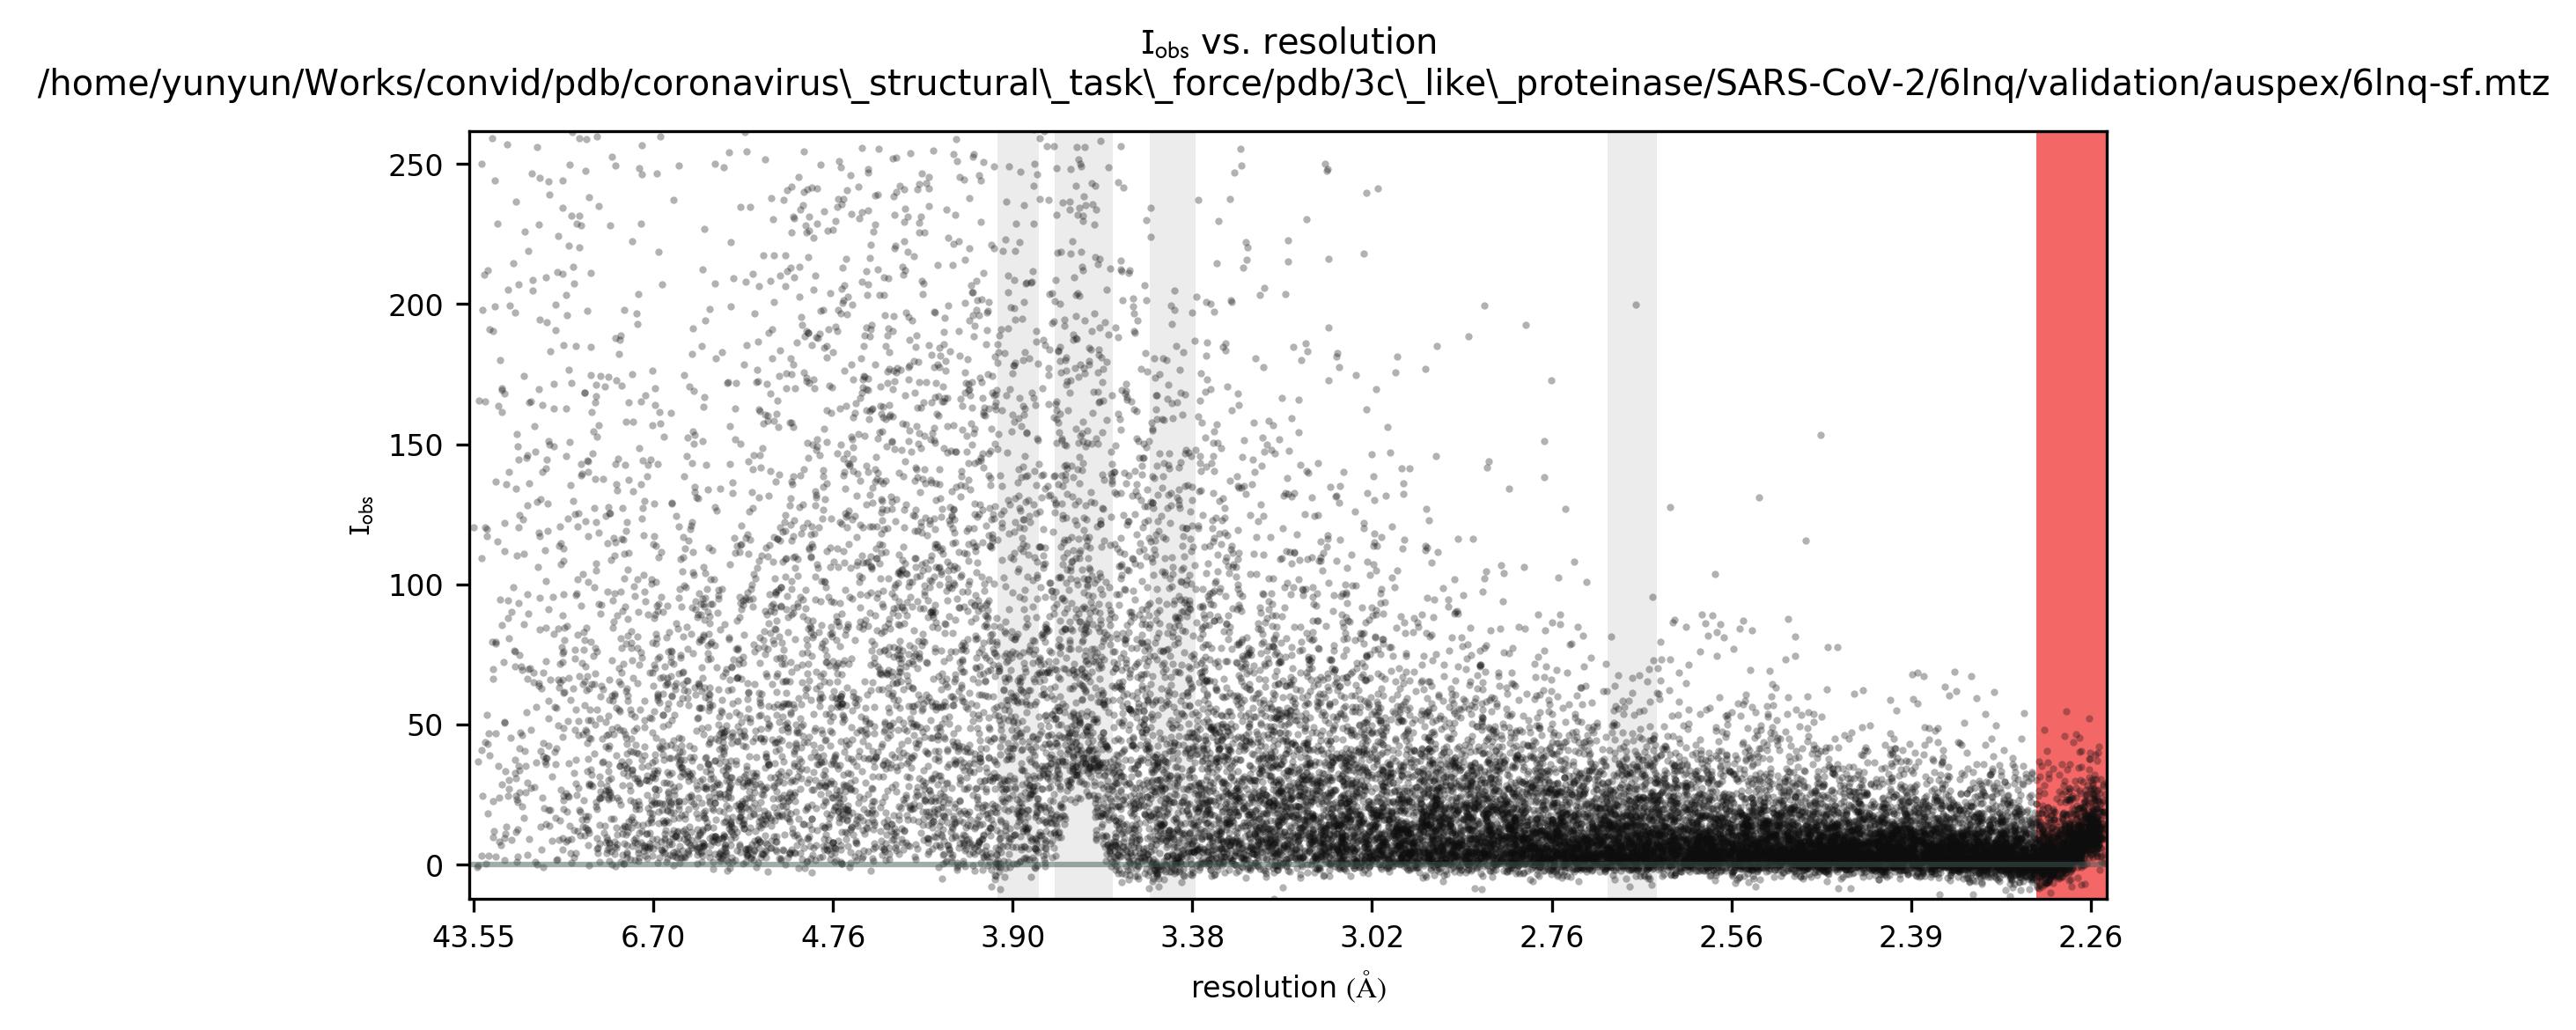 Iobs vs. resolution
/home/yunyun/Works/convid/pdb/coronavirus\_structural\_task\_force/pdb/3c\_like\_proteinase/SARS-CoV-2/6lnq/validation/auspex/6lnq-sf.mtz
250
200
150
100
50
0
Iobs
43.55 6.70 4.76 3.90 3.38 3.02 2.76 2.56 2.39 2.26
resolution (Å)